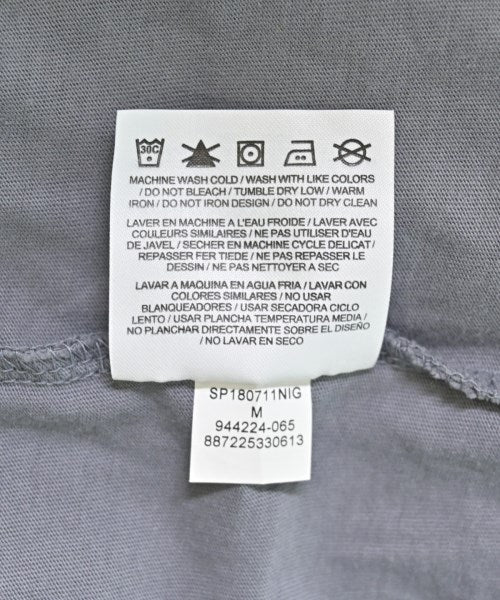 30C
MACHINE WASH COLD / WASH WITH LIKE COLORS
/ DO NOT BLEACH / TUMBLE DRY LOW / WARM
IRON / DO NOT IRON DESIGN / DO NOT DRY CLEAN
LAVER EN MACHINE A L'EAU FROIDE / LAVER AVEC
COULEURS SIMILAIRES / NE PAS UTILISER D'EAU
DE JAVEL / SECHER EN MACHINE CYCLE DELICAT /
REPASSER FER TIEDE / NE PAS REPASSER LE
DESSIN / NE PAS NETTOYER A SEC
LAVAR A MAQUINA EN AGUA FRIA / LAVAR CON
COLORES SIMILARES / NO USAR
BLANQUEADORES / USAR SECADORA CICLO
LENTO / USAR PLANCHA TEMPERATURA MEDIA /
NO PLANCHAR DIRECTAMENTE SOBRE EL DISEÑO
/ NO LAVAR EN SECO
SP180711NIG
M
944224-065
887225330613